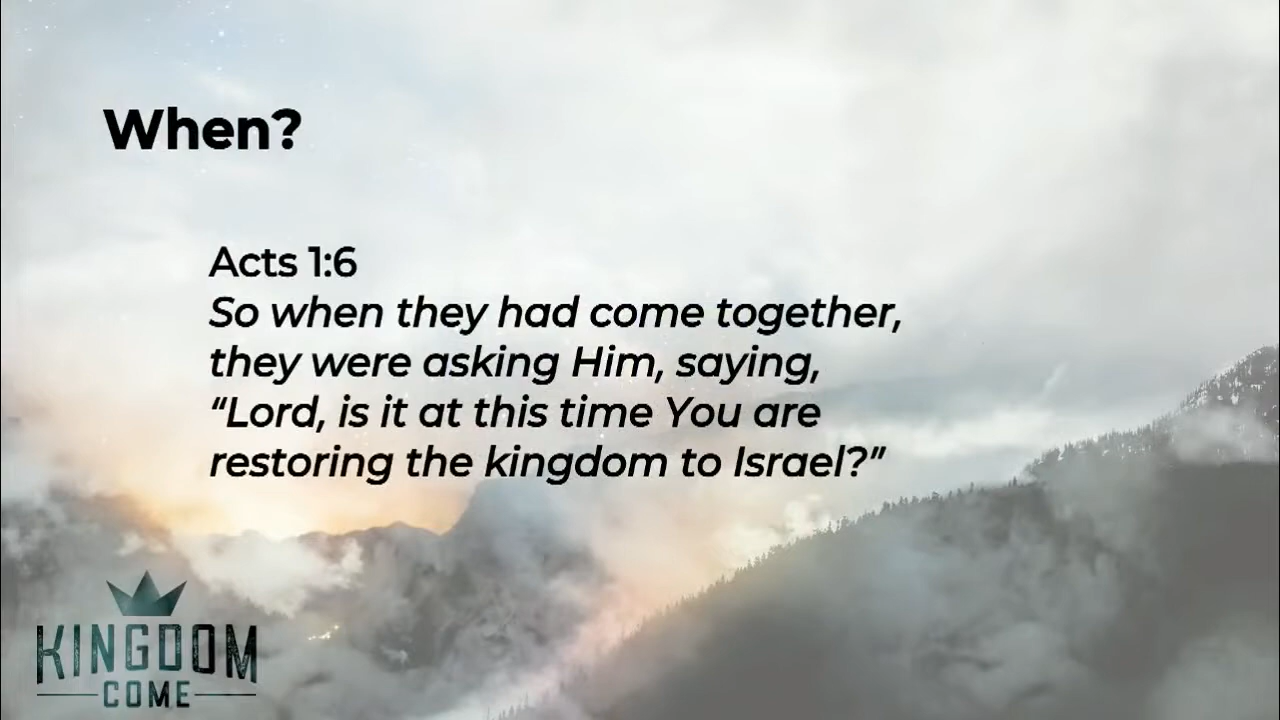 When?
Acts 1:6
So when they had come together,
they were asking Him, saying,
“Lord, is it at this time You are
restoring the kingdom to Israel?”
KINGDOM
COME